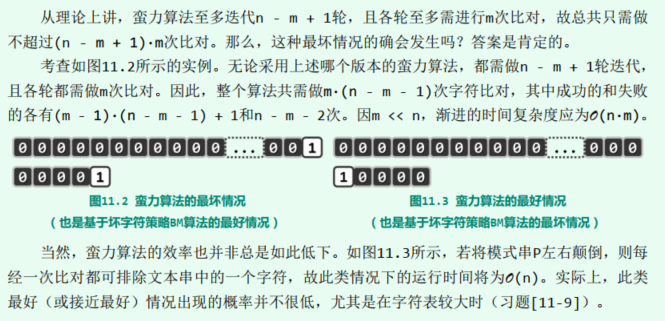 从理论上讲，蛮力算法至多迭代n - m + 1轮，且各轮至多需进行m次比对，故总共只需做
不超过(n - m + 1)·m次比对。那么，这种最坏情况的确会发生吗？答案是肯定的。
考查如图11.2所示的实例。无论采用上述哪个版本的蛮力算法，都需做n - m + 1轮迭代，
且各轮都需做m次比对。因此，整个算法共需做m·(n - m - 1)次字符比对，其中成功的和失败
的各有(m - 1)·(n - m - 1) + 1和n - m - 2次。因m << n，渐进的时间复杂度应为O(n·m)。
0 0 0 0 0 0 0 0 0 0 0 ... 0 0 1 0 0 0 0 0 0 0 0 0 0 0 ... 0 0 0
0 0 0 0 1 1 0 0 0 0
图11.2 蛮力算法的最坏情况 图11.3 蛮力算法的最好情况
（也是基于坏字符策略BM算法的最好情况） （也是基于坏字符策略BM算法的最坏情况）
当然，蛮力算法的效率也并非总是如此低下。如图11.3所示，若将模式串P左右颠倒，则每
经一次比对都可排除文本串中的一个字符，故此类情况下的运行时间将为O(n)。实际上，此类
最好（或接近最好）情况出现的概率并不很低，尤其是在字符表较大时（习题[11-9]）。